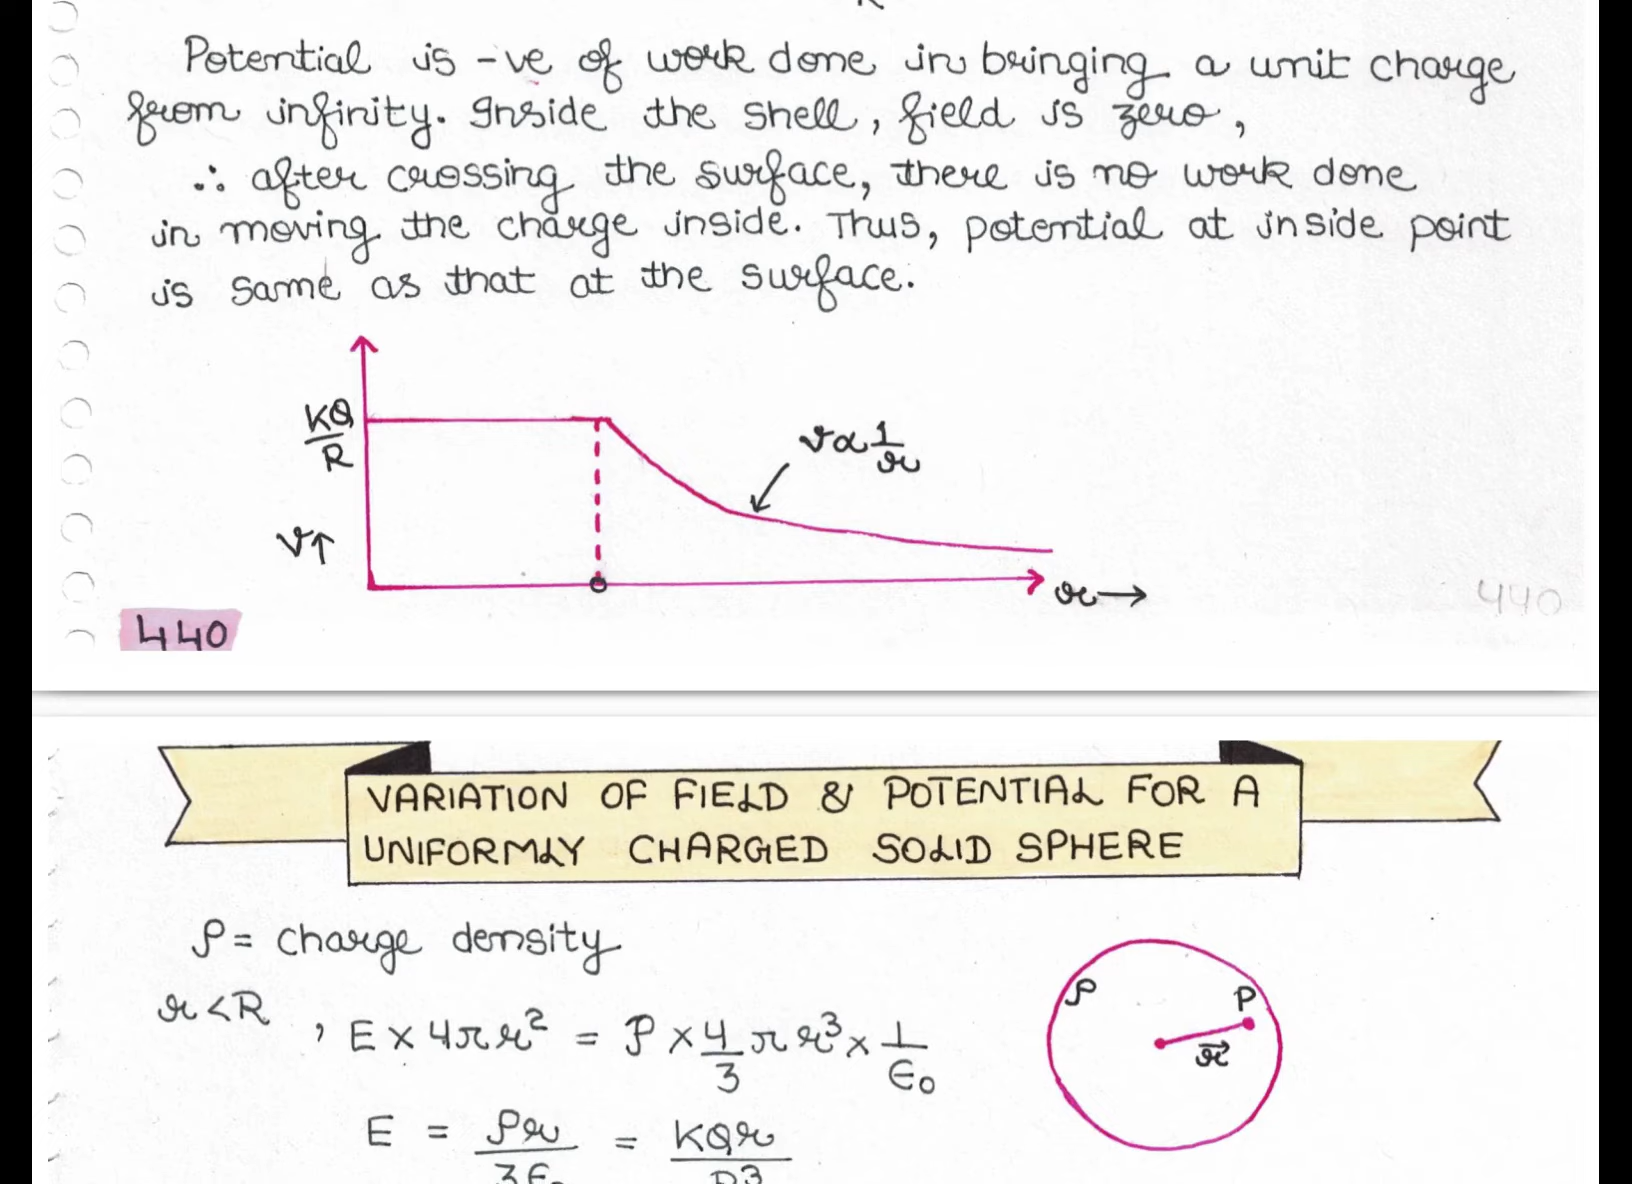 Potential is -ve of work done in bringing a unit charge
from infinity. Inside the shell, field is zero,
∴ after crossing the surface, there is no work done
in moving the charge inside. Thus, potential at inside point
is same as that at the surface.
KQ/R
V∝1/r
V↑
r→
440
440
VARIATION OF FIELD & POTENTIAL FOR A
UNIFORMLY CHARGED SOLID SPHERE
ρ = charge density
r<R, E × 4πr² = ρ × 4/3 πr³ × 1/ε₀
ρ
P
r⃗
E = ρr/3ε₀ = KQr/R³